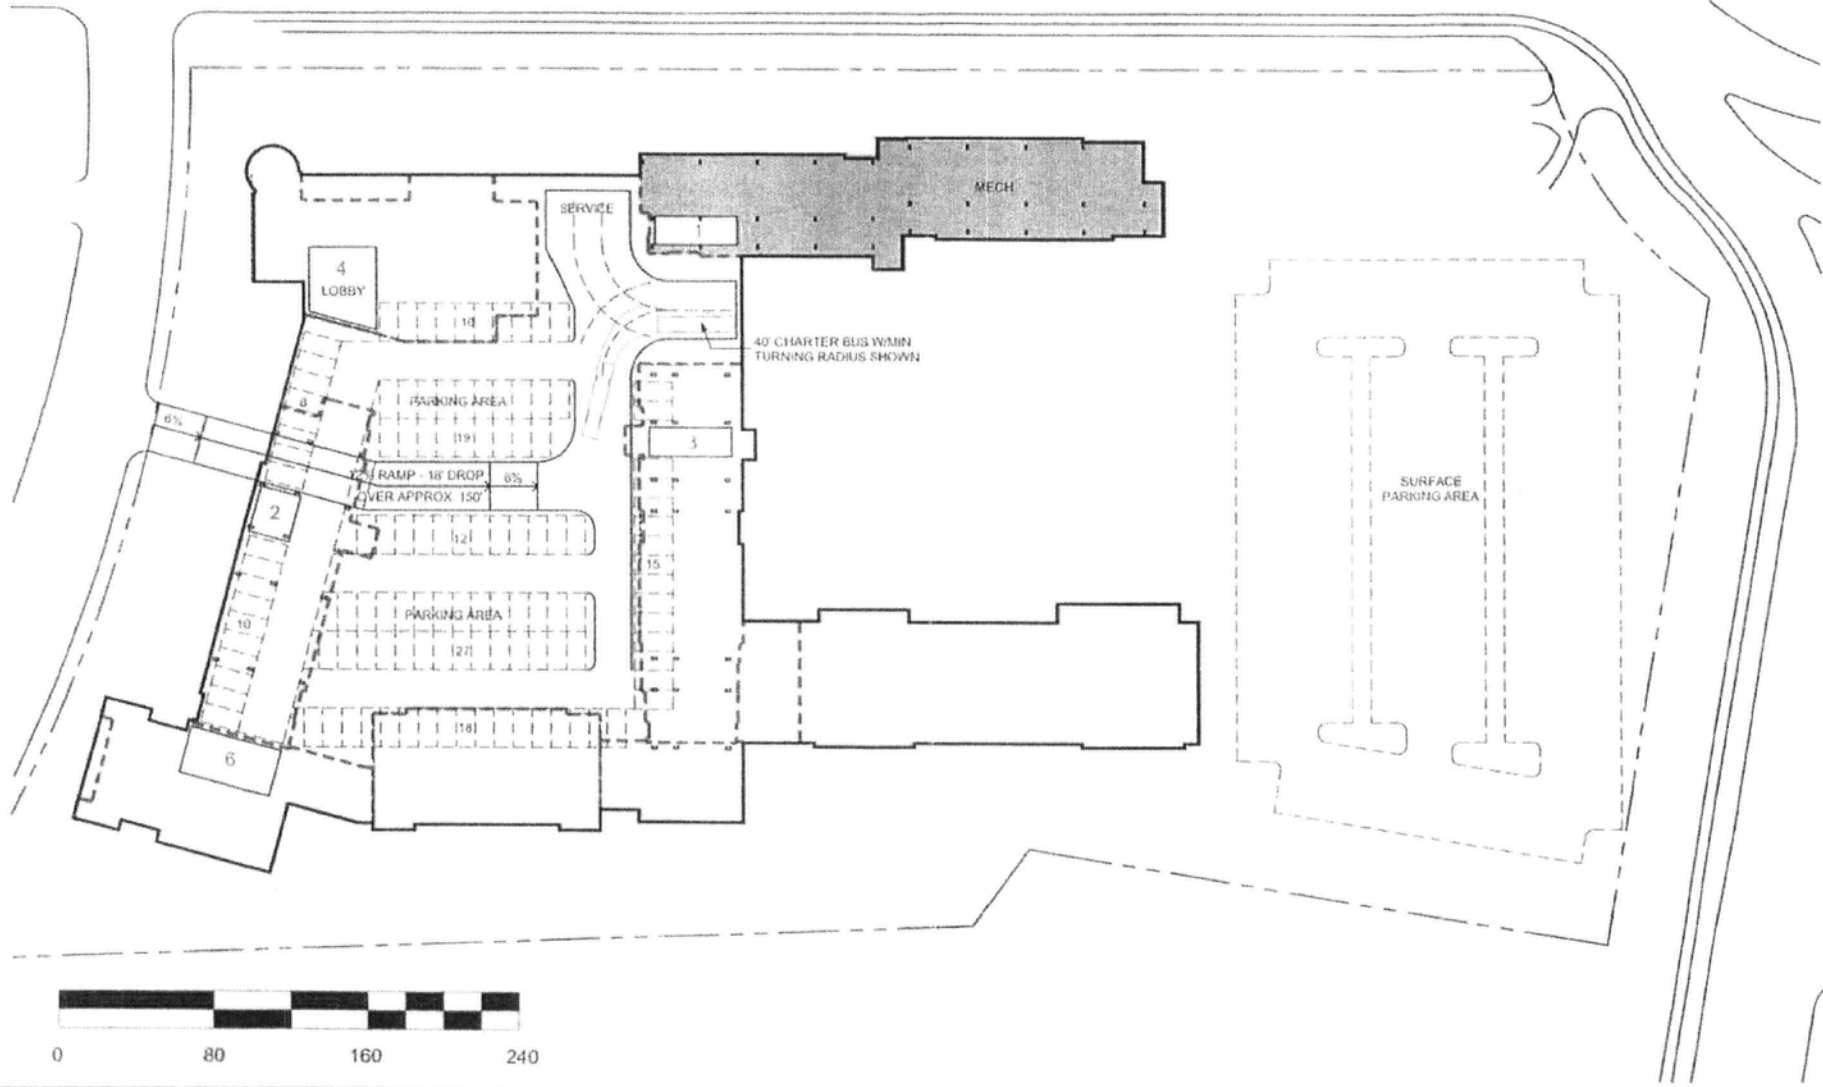 MECH
SERVICE
1
4
LOBBY
10
40' CHARTER BUS W/MIN
TURNING RADIUS SHOWN
8
PARKING AREA
6%
19
3
RAMP - 18' DROP
6%
OVER APPROX. 150'
SURFACE
PARKING AREA
2
12
15
PARKING AREA
10
27
18
6
0 80 160 240